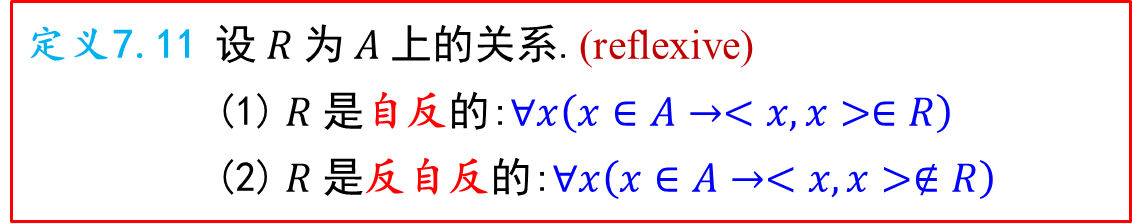 定义7.11 设 R 为 A 上的关系. (reflexive)
(1) R 是自反的:∀x(x ∈ A →< x, x >∈ R)
(2) R 是反自反的:∀x(x ∈ A →< x, x >∉ R)